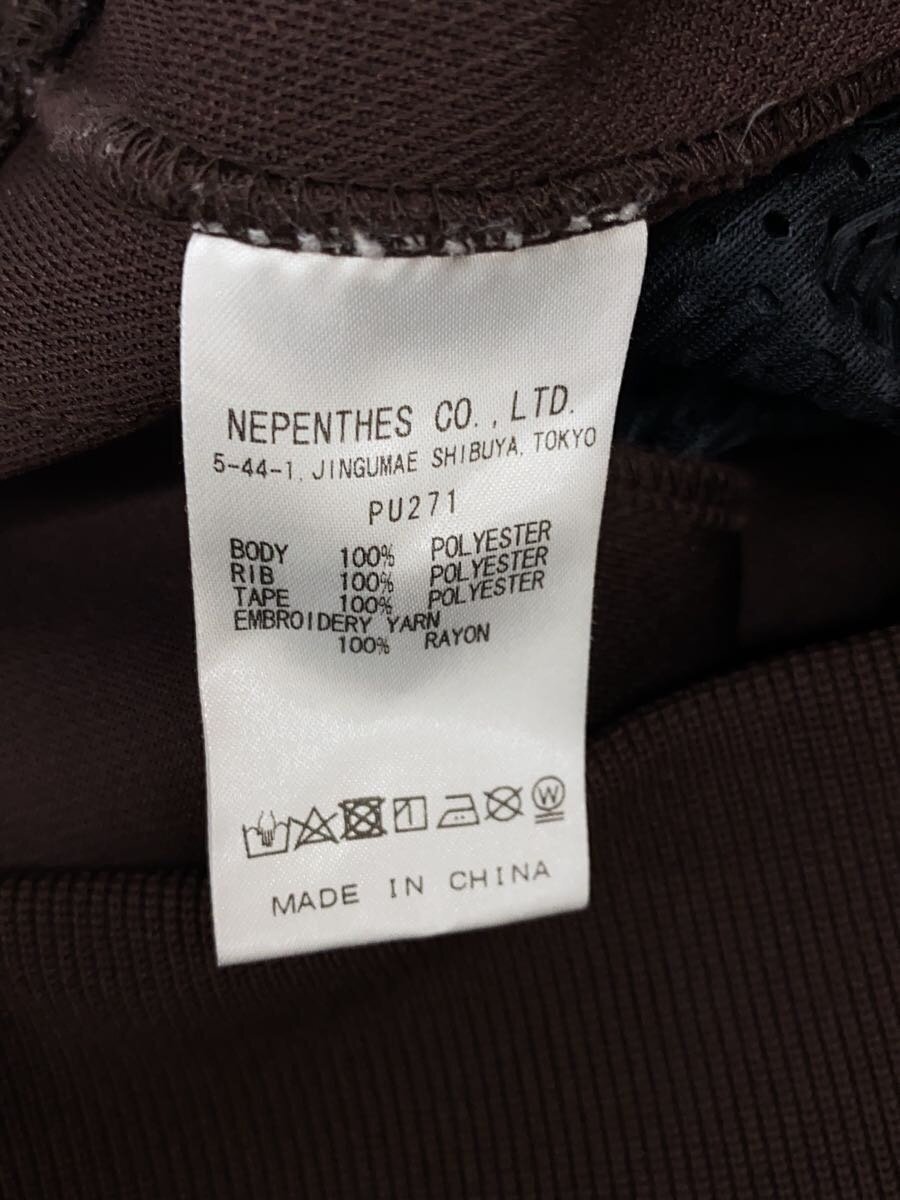 NEPENTHES CO.,LTD.
5-44-1, JINGUMAE SHIBUYA, TOKYO
PU271
BODY 100% POLYESTER
RIB 100% POLYESTER
TAPE 100% POLYESTER
EMBROIDERY YARN
100% RAYON
W
MADE IN CHINA